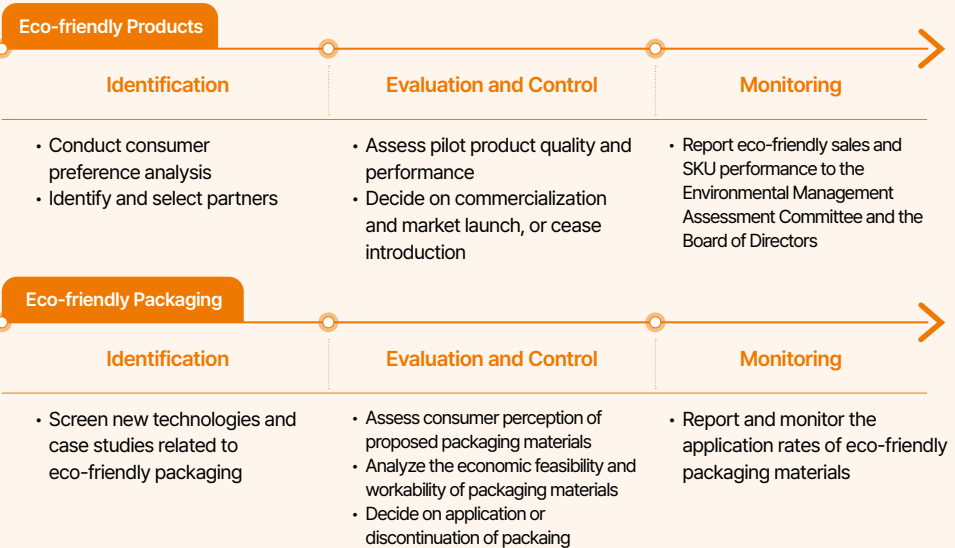 Eco-friendly Products
Identification
Evaluation and Control
Monitoring
• Conduct consumer
preference analysis
• Identify and select partners
• Assess pilot product quality and
performance
• Decide on commercialization
and market launch, or cease
introduction
• Report eco-friendly sales and
SKU performance to the
Environmental Management
Assessment Committee and the
Board of Directors
Eco-friendly Packaging
Identification
Evaluation and Control
Monitoring
• Screen new technologies and
case studies related to
eco-friendly packaging
• Assess consumer perception of
proposed packaging materials
• Analyze the economic feasibility and
workability of packaging materials
• Decide on application or
discontinuation of packaing
• Report and monitor the
application rates of eco-friendly
packaging materials